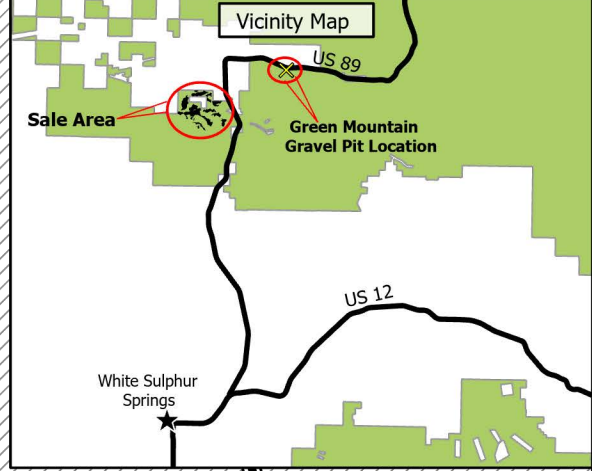 Vicinity Map
US 89
Sale Area
Green Mountain
Gravel Pit Location
US 12
White Sulphur
Springs